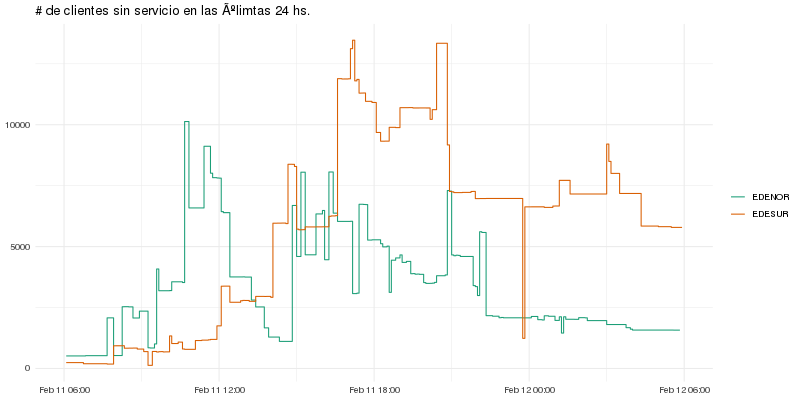 # de clientes sin servicio en las Ãºlimtas 24 hs.
10000
5000
0
EDENOR
EDESUR
Feb 11 06:00
Feb 11 12:00
Feb 11 18:00
Feb 12 00:00
Feb 12 06:00